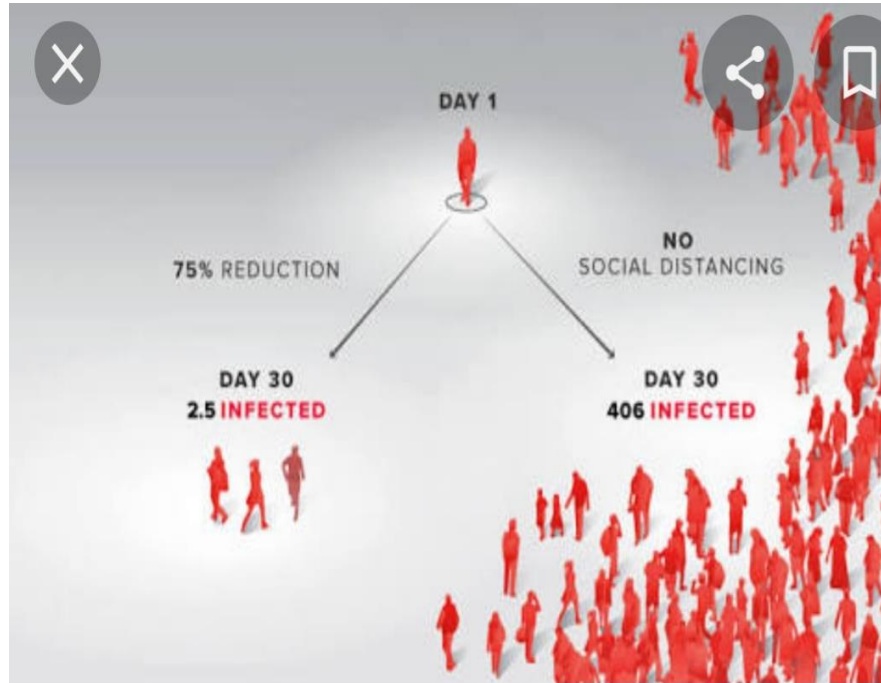 DAY 1
75% REDUCTION
NO
SOCIAL DISTANCING
DAY 30
2.5 INFECTED
DAY 30
406 INFECTED